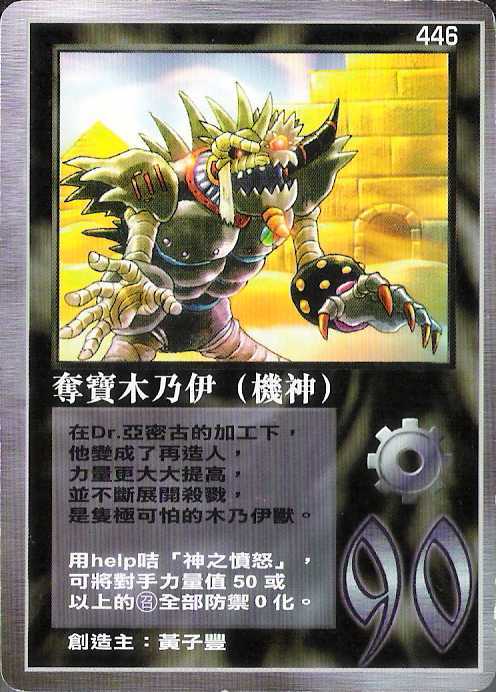 446
奪寶木乃伊（機神）
在Dr.亞密古的加工下，
他變成了再造人，
力量更大大提高，
並不斷展開殺戮，
是隻極可怕的木乃伊獸。
用help咭「神之憤怒」，
可將對手力量值 50 或
以上的㊁全部防禦 0 化。
創造主：黃子豐
90